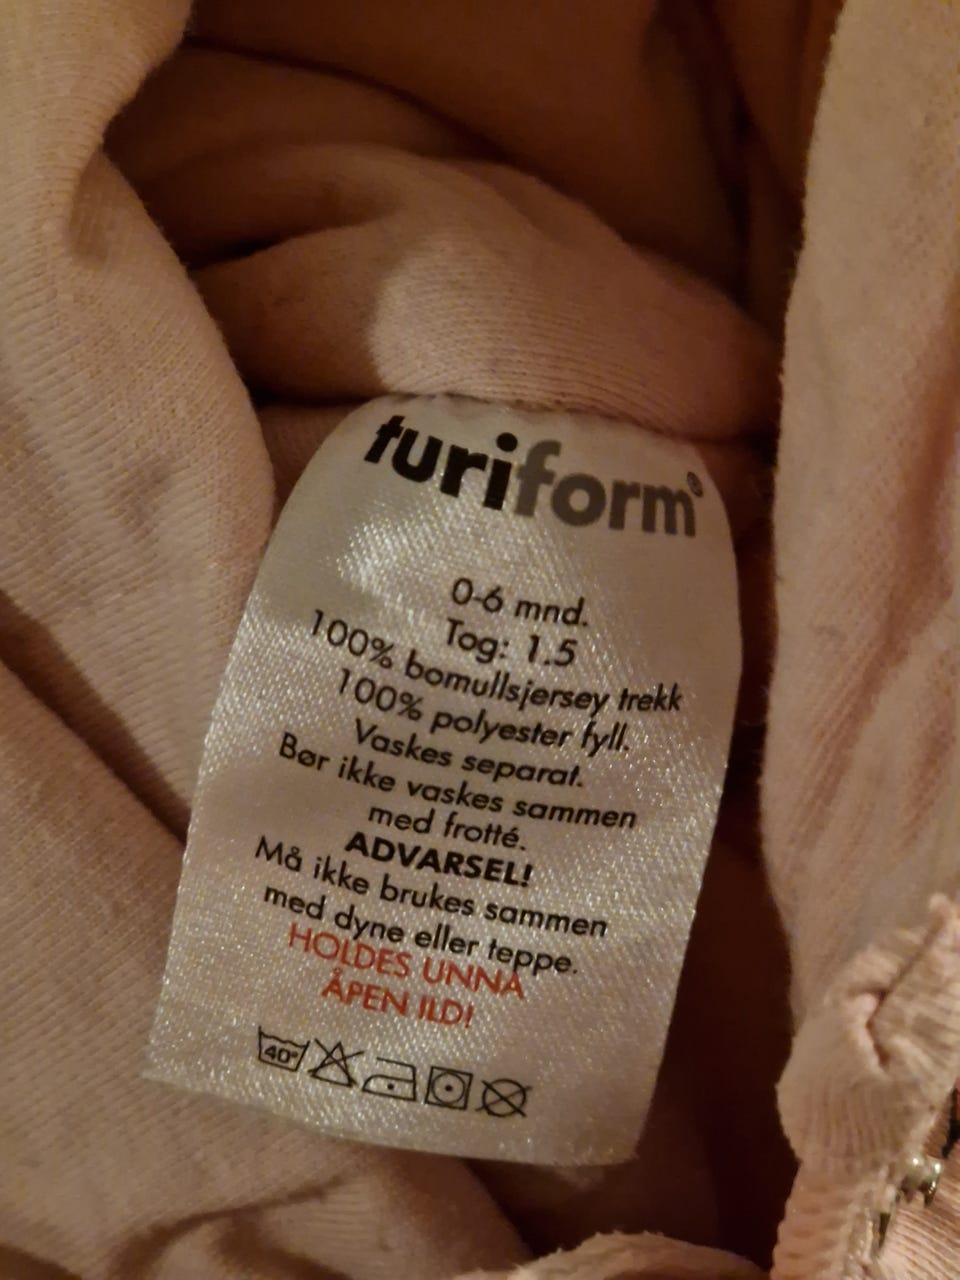 turiform®
0-6 mnd.
Tog: 1.5
100% bomullsjersey trekk
100% polyester fyll.
Vaskes separat.
Bør ikke vaskes sammen
med frotté.
ADVARSEL!
Må ikke brukes sammen
med dyne eller teppe.
HOLDES UNNA
ÅPEN ILD!
40°